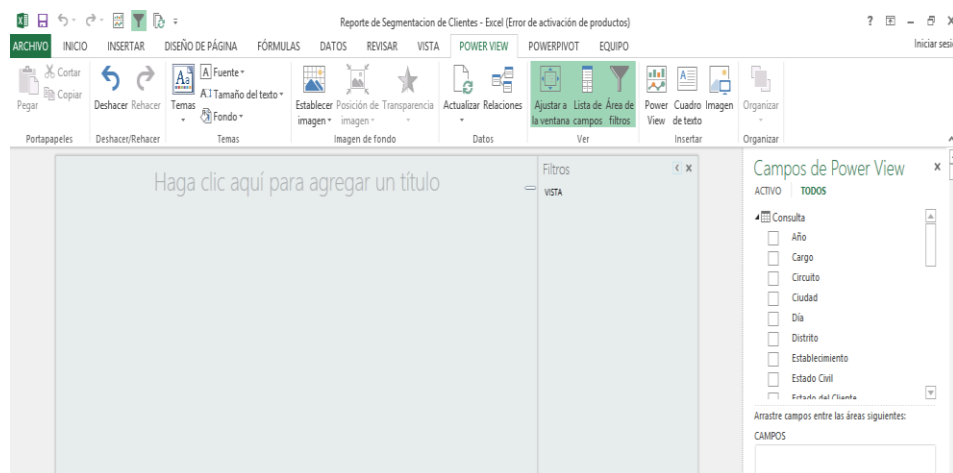 Reporte de Segmentacion de Clientes - Excel (Error de activación de productos)
ARCHIVO INICIO INSERTAR DISEÑO DE PÁGINA FÓRMULAS DATOS REVISAR VISTA POWER VIEW POWERPIVOT EQUIPO Iniciar sesi
Pegar
Cortar
Copiar
Portapapeles
Deshacer Rehacer
Deshacer/Rehacer
Temas
Fuente
Tamaño del texto
Fondo
Temas
Establecer imagen
Posición de imagen
Transparencia
Imagen de fondo
Actualizar Relaciones
Datos
Ajustar a la ventana
Lista de campos
Área de filtros
Ver
Power View
Cuadro de texto
Imagen
Insertar
Organizar
Organizar
Haga clic aquí para agregar un título
Filtros
VISTA
Campos de Power View
ACTIVO TODOS
Consulta
Año
Cargo
Circuito
Ciudad
Día
Distrito
Establecimiento
Estado Civil
Estado del Cliente
Arrastre campos entre las áreas siguientes:
CAMPOS